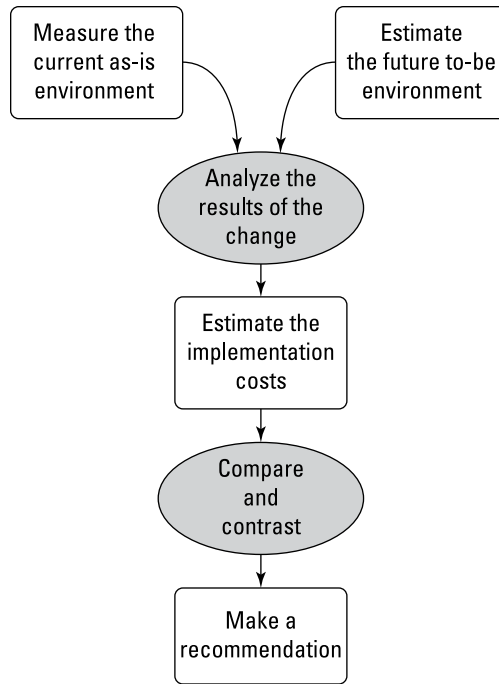 Measure the
current as-is
environment
Estimate
the future to-be
environment
Analyze the
results of the
change
Estimate the
implementation
costs
Compare
and
contrast
Make a
recommendation